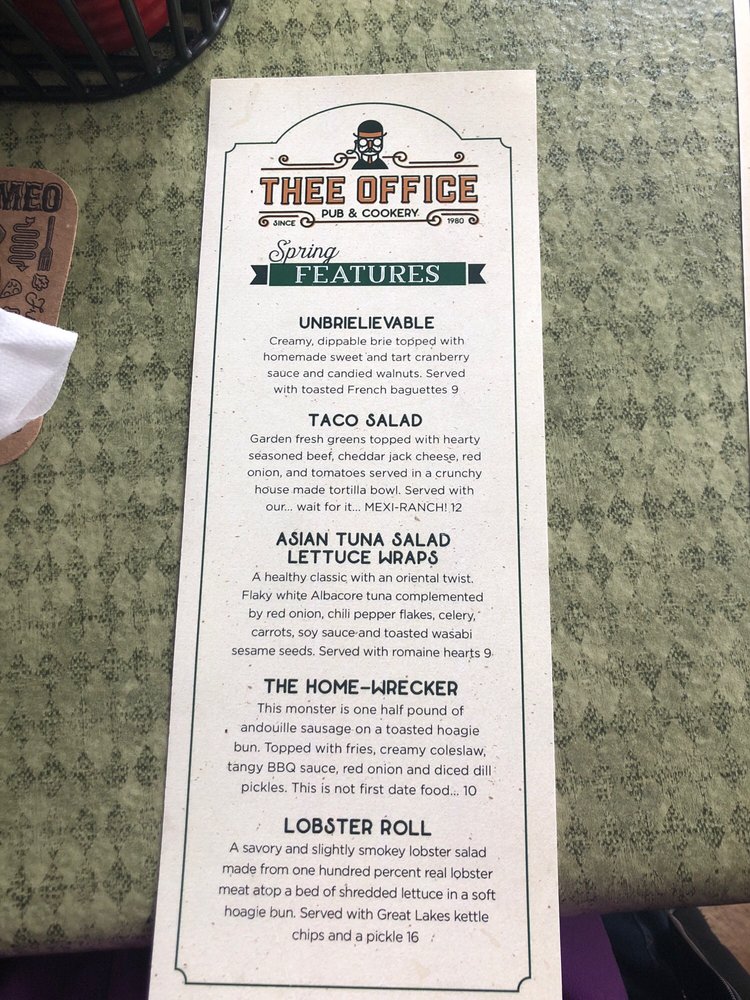 MEO
THEE OFFICE
PUB & COOKERY
SINCE 1980
Spring
FEATURES
UNBRIELIEVABLE
Creamy, dippable brie topped with
homemade sweet and tart cranberry
sauce and candied walnuts. Served
with toasted French baguettes 9
TACO SALAD
Garden fresh greens topped with hearty
seasoned beef, cheddar jack cheese, red
onion, and tomatoes served in a crunchy
house made tortilla bowl. Served with
our... wait for it... MEXI-RANCH! 12
ASIAN TUNA SALAD
LETTUCE WRAPS
A healthy classic with an oriental twist.
Flaky white Albacore tuna complemented
by red onion, chili pepper flakes, celery,
carrots, soy sauce and toasted wasabi
sesame seeds. Served with romaine hearts 9
THE HOME-WRECKER
This monster is one half pound of
andouille sausage on a toasted hoagie
bun. Topped with fries, creamy coleslaw,
tangy BBQ sauce, red onion and diced dill
pickles. This is not first date food... 10
LOBSTER ROLL
A savory and slightly smokey lobster salad
made from one hundred percent real lobster
meat atop a bed of shredded lettuce in a soft
hoagie bun. Served with Great Lakes kettle
chips and a pickle 16